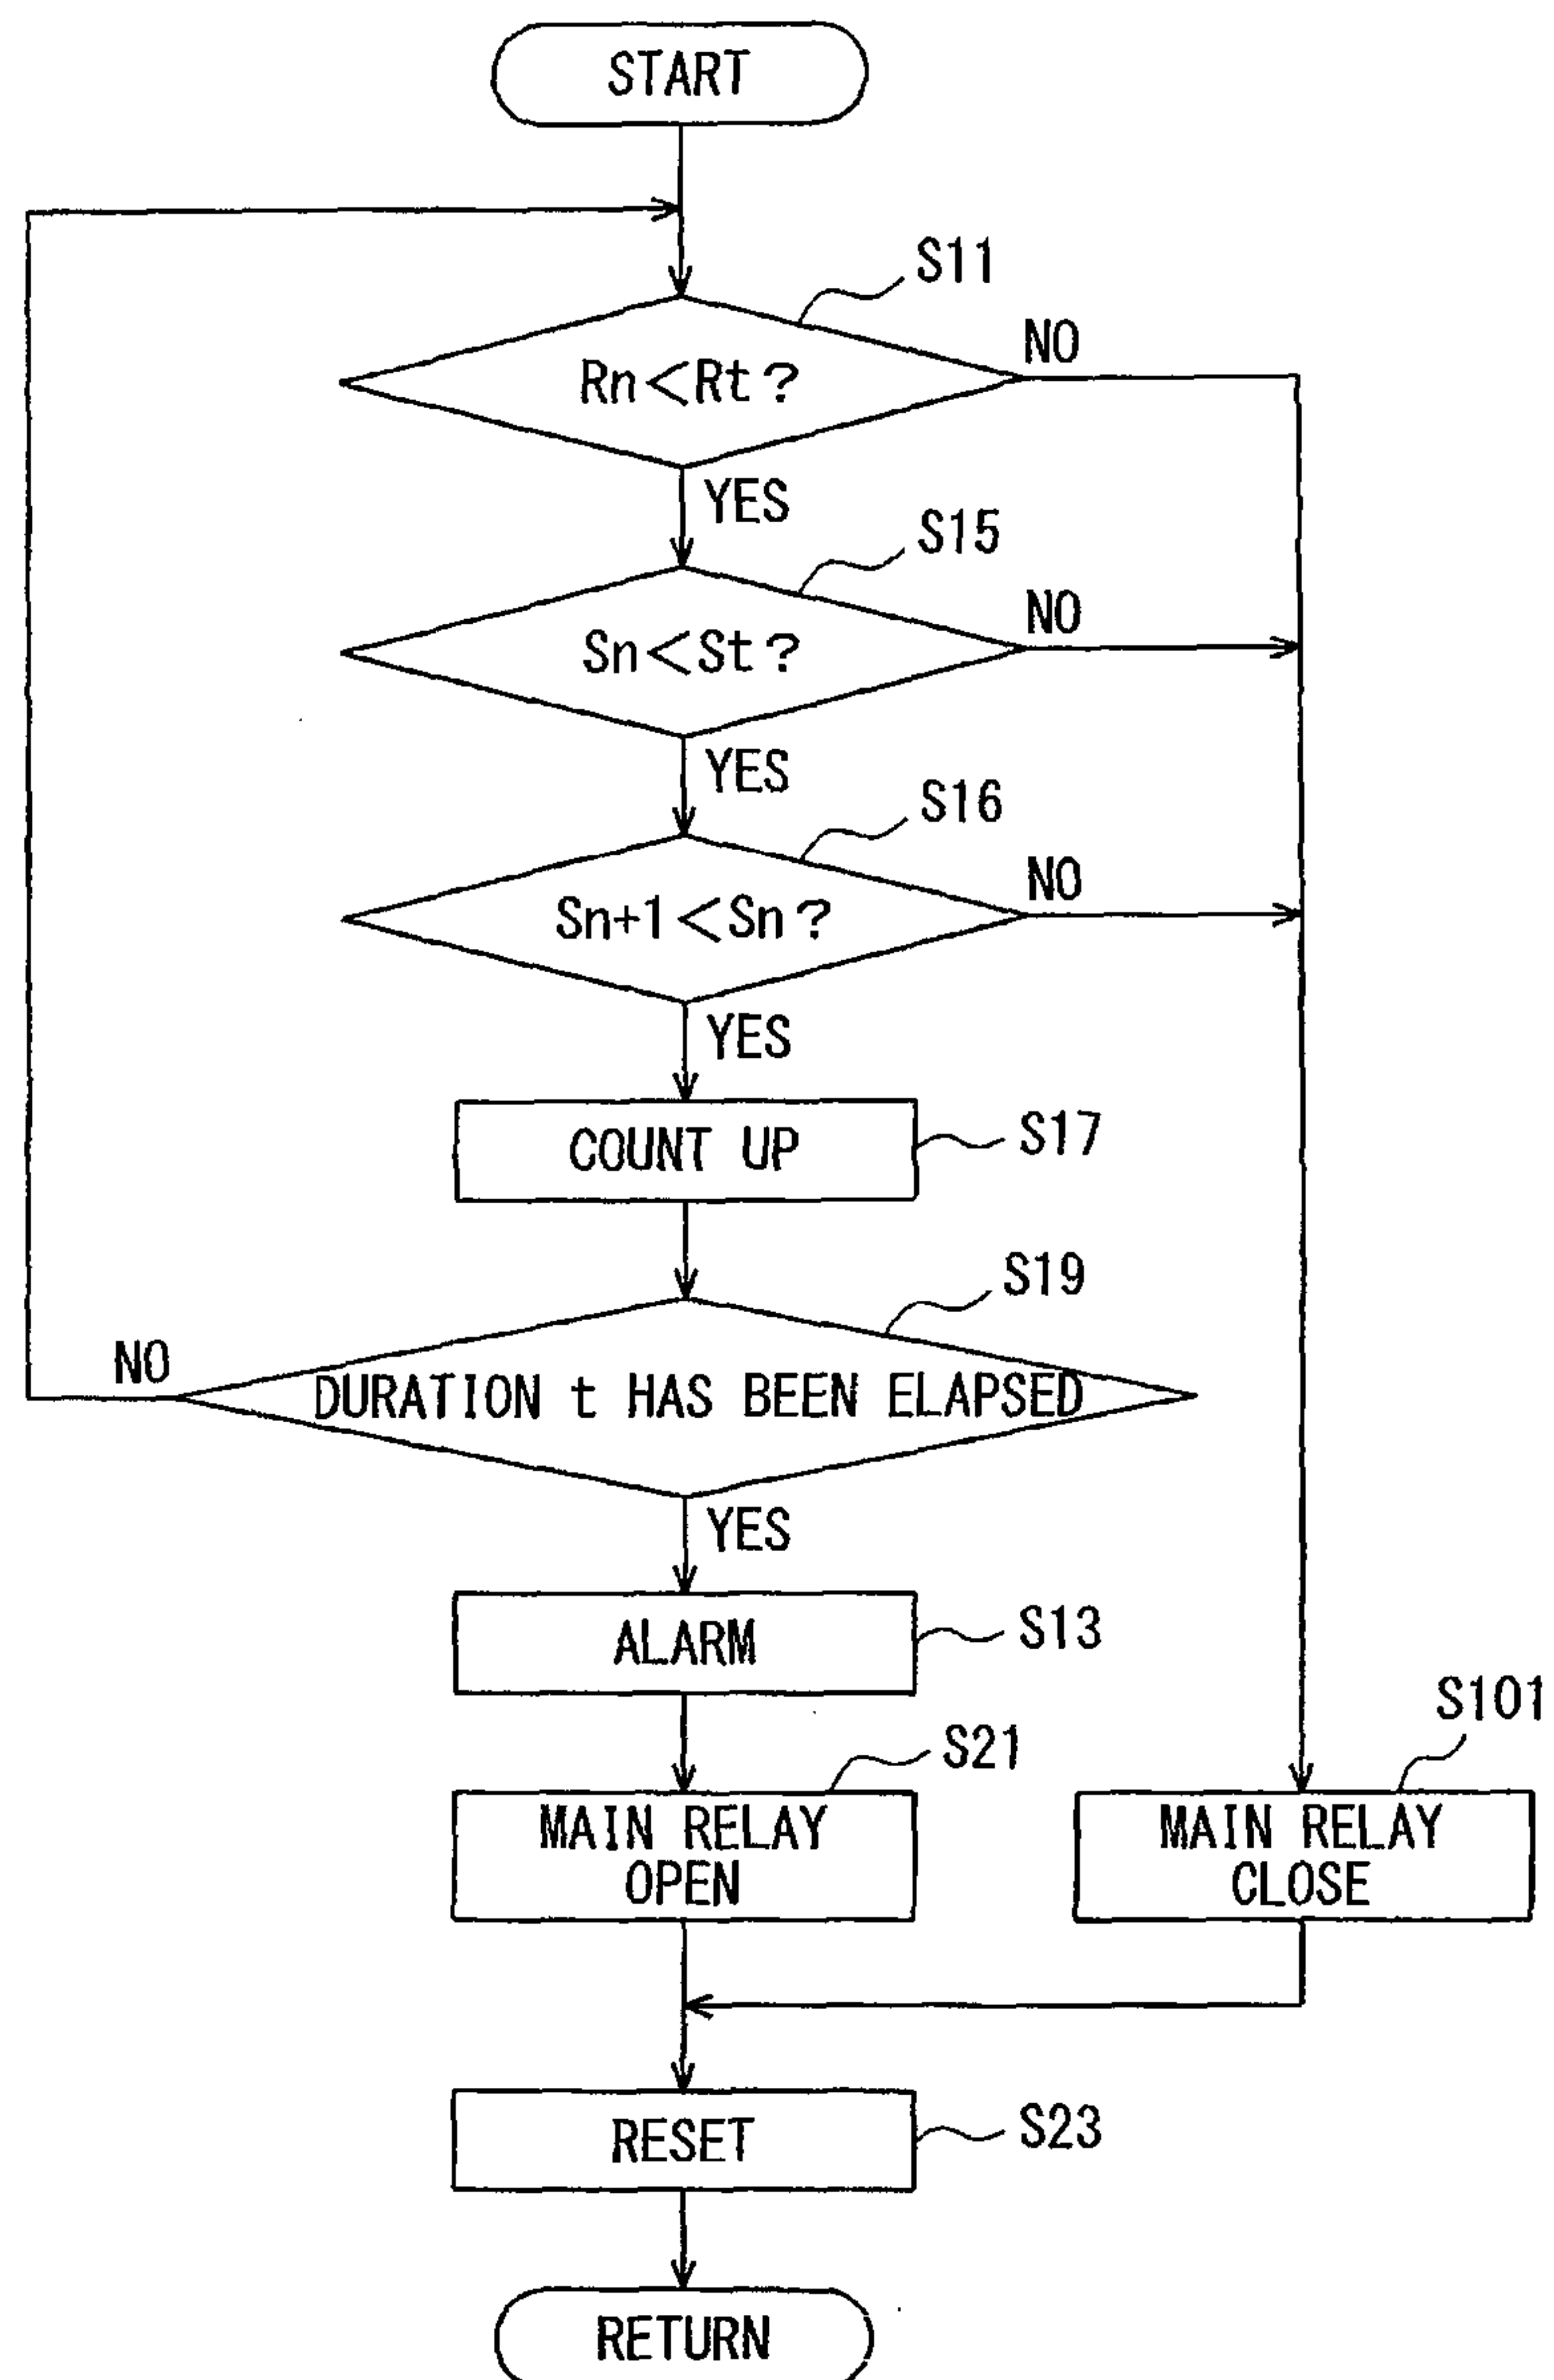 START
S11
Rn<Rt?
NO
YES
S15
Sn<St?
NO
YES
S16
Sn+1<Sn?
NO
YES
COUNT UP
S17
S19
DURATION t HAS BEEN ELAPSED
NO
YES
ALARM
S13
S21
MAIN RELAY
OPEN
S101
MAIN RELAY
CLOSE
RESET
S23
RETURN